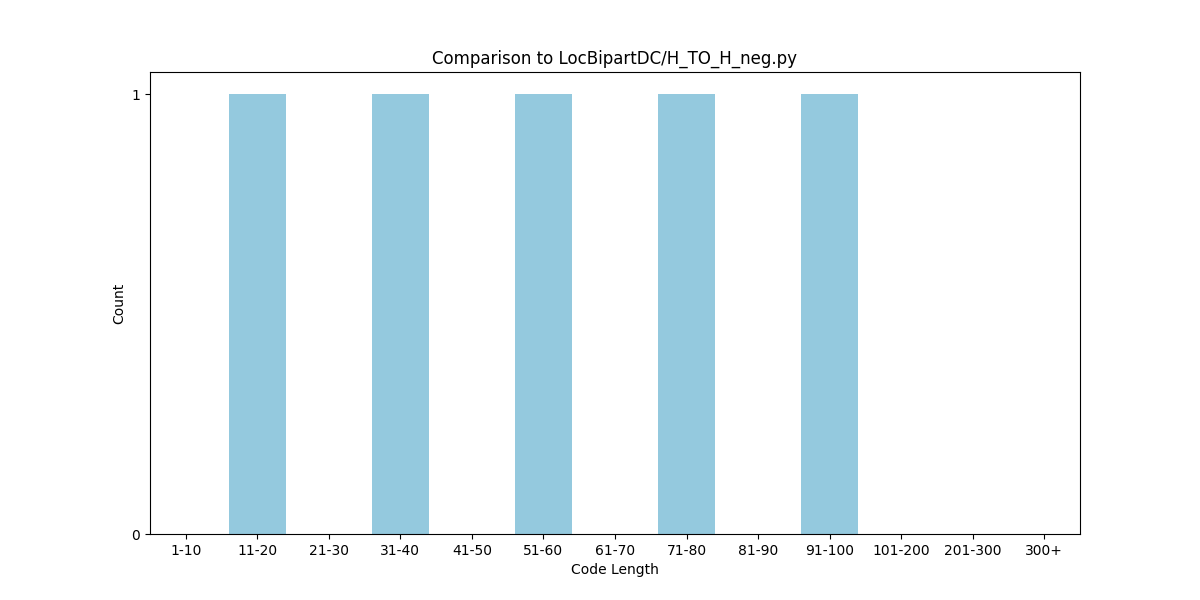 Comparison to LocBipartDC/H_TO_H_neg.py
1
Count
0
1-10 11-20 21-30 31-40 41-50 51-60 61-70 71-80 81-90 91-100 101-200 201-300 300+
Code Length